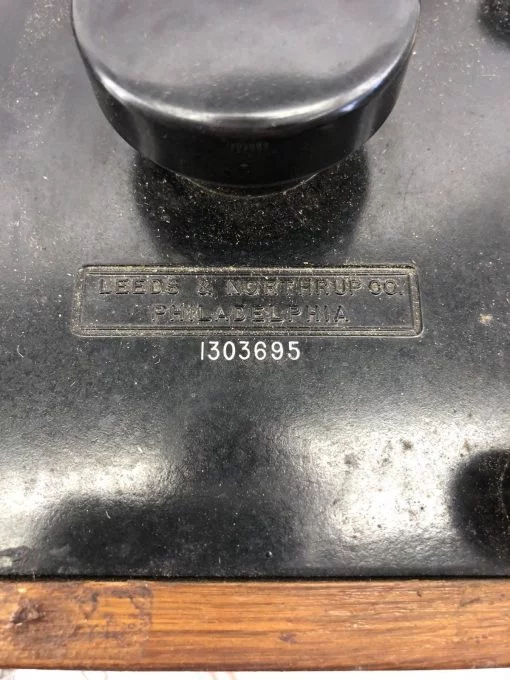 LEEDS & NORTHRUP CO.
PHILADELPHIA
1303695